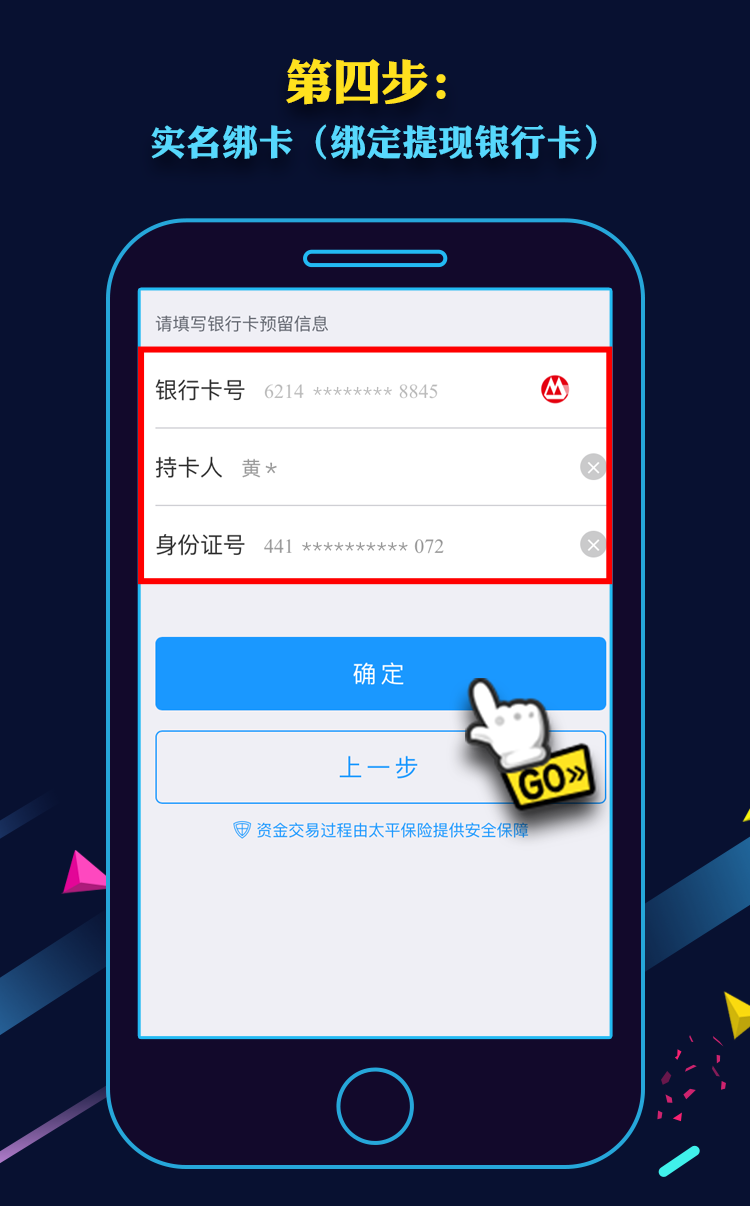 第四步：
实名绑卡（绑定提现银行卡）
请填写银行卡预留信息
银行卡号 6214 ******** 8845
持卡人 黄*
身份证号 441 ********** 072
确定
上一步
GO»
资金交易过程由太平保险提供安全保障